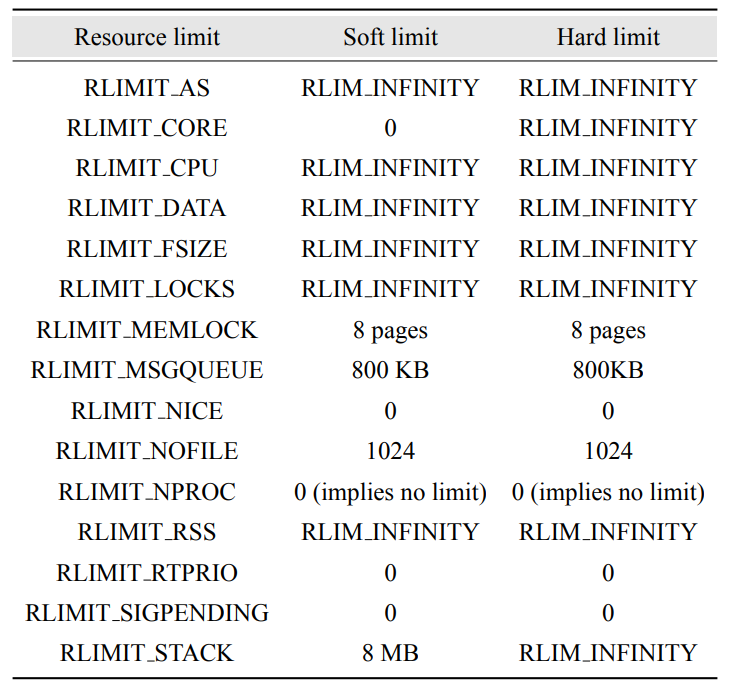 Resource limit Soft limit Hard limit
RLIMIT_AS RLIM_INFINITY RLIM_INFINITY
RLIMIT_CORE 0 RLIM_INFINITY
RLIMIT_CPU RLIM_INFINITY RLIM_INFINITY
RLIMIT_DATA RLIM_INFINITY RLIM_INFINITY
RLIMIT_FSIZE RLIM_INFINITY RLIM_INFINITY
RLIMIT_LOCKS RLIM_INFINITY RLIM_INFINITY
RLIMIT_MEMLOCK 8 pages 8 pages
RLIMIT_MSGQUEUE 800 KB 800KB
RLIMIT_NICE 0 0
RLIMIT_NOFILE 1024 1024
RLIMIT_NPROC 0 (implies no limit) 0 (implies no limit)
RLIMIT_RSS RLIM_INFINITY RLIM_INFINITY
RLIMIT_RTPRIO 0 0
RLIMIT_SIGPENDING 0 0
RLIMIT_STACK 8 MB RLIM_INFINITY